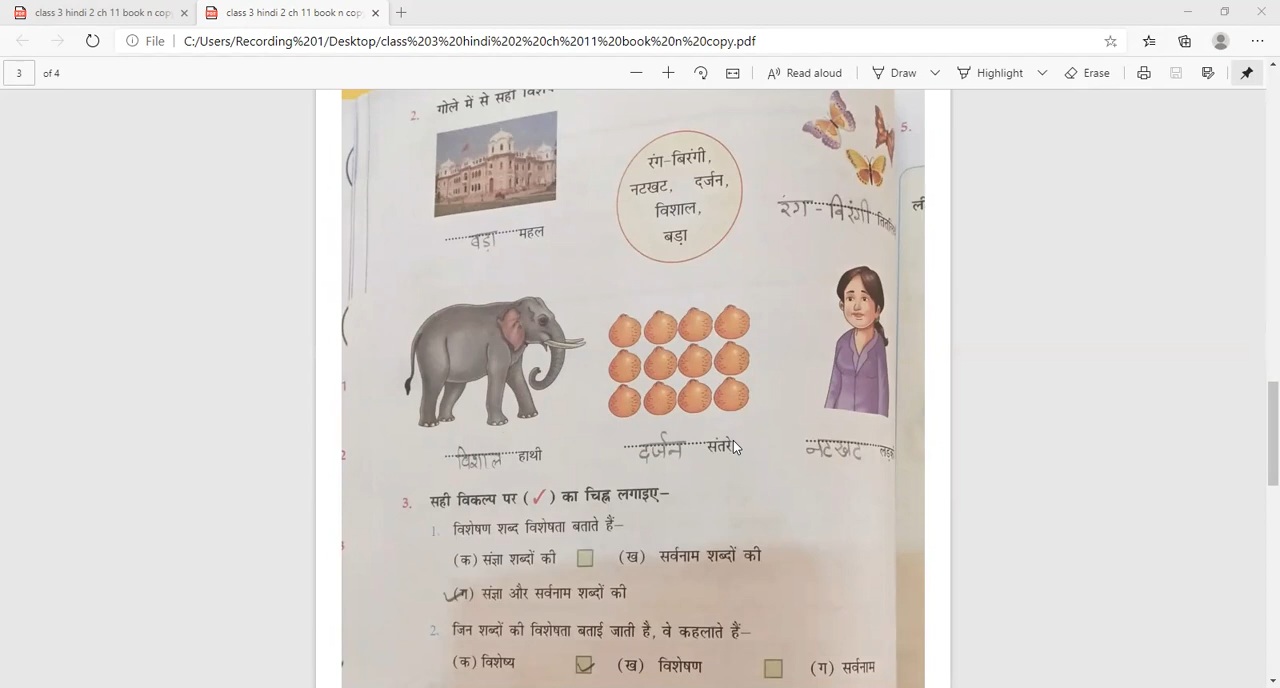 class 3 hindi 2 ch 11 book n cop
class 3 hindi 2 ch 11 book n cop
File C:/Users/Recording%201/Desktop/class%203%20hindi%202%20ch%2011%20book%20n%20copy.pdf
3 of 4
Read aloud Draw Highlight Erase
2. गोले में से सही
5.
रंग-बिरंगी,
नटखट, दर्जन,
विशाल,
बड़ा
बड़ा महल
रंग-बिरंगी
1
2
विशाल हाथी
दर्जन संतरे
नटखट
3. सही विकल्प पर (✓) का चिह्न लगाइए–
1. विशेषण शब्द विशेषता बताते हैं–
(क) संज्ञा शब्दों की (ख) सर्वनाम शब्दों की
(ग) संज्ञा और सर्वनाम शब्दों की
2. जिन शब्दों की विशेषता बताई जाती है, वे कहलाते हैं–
(क) विशेष्य (ख) विशेषण (ग) सर्वनाम